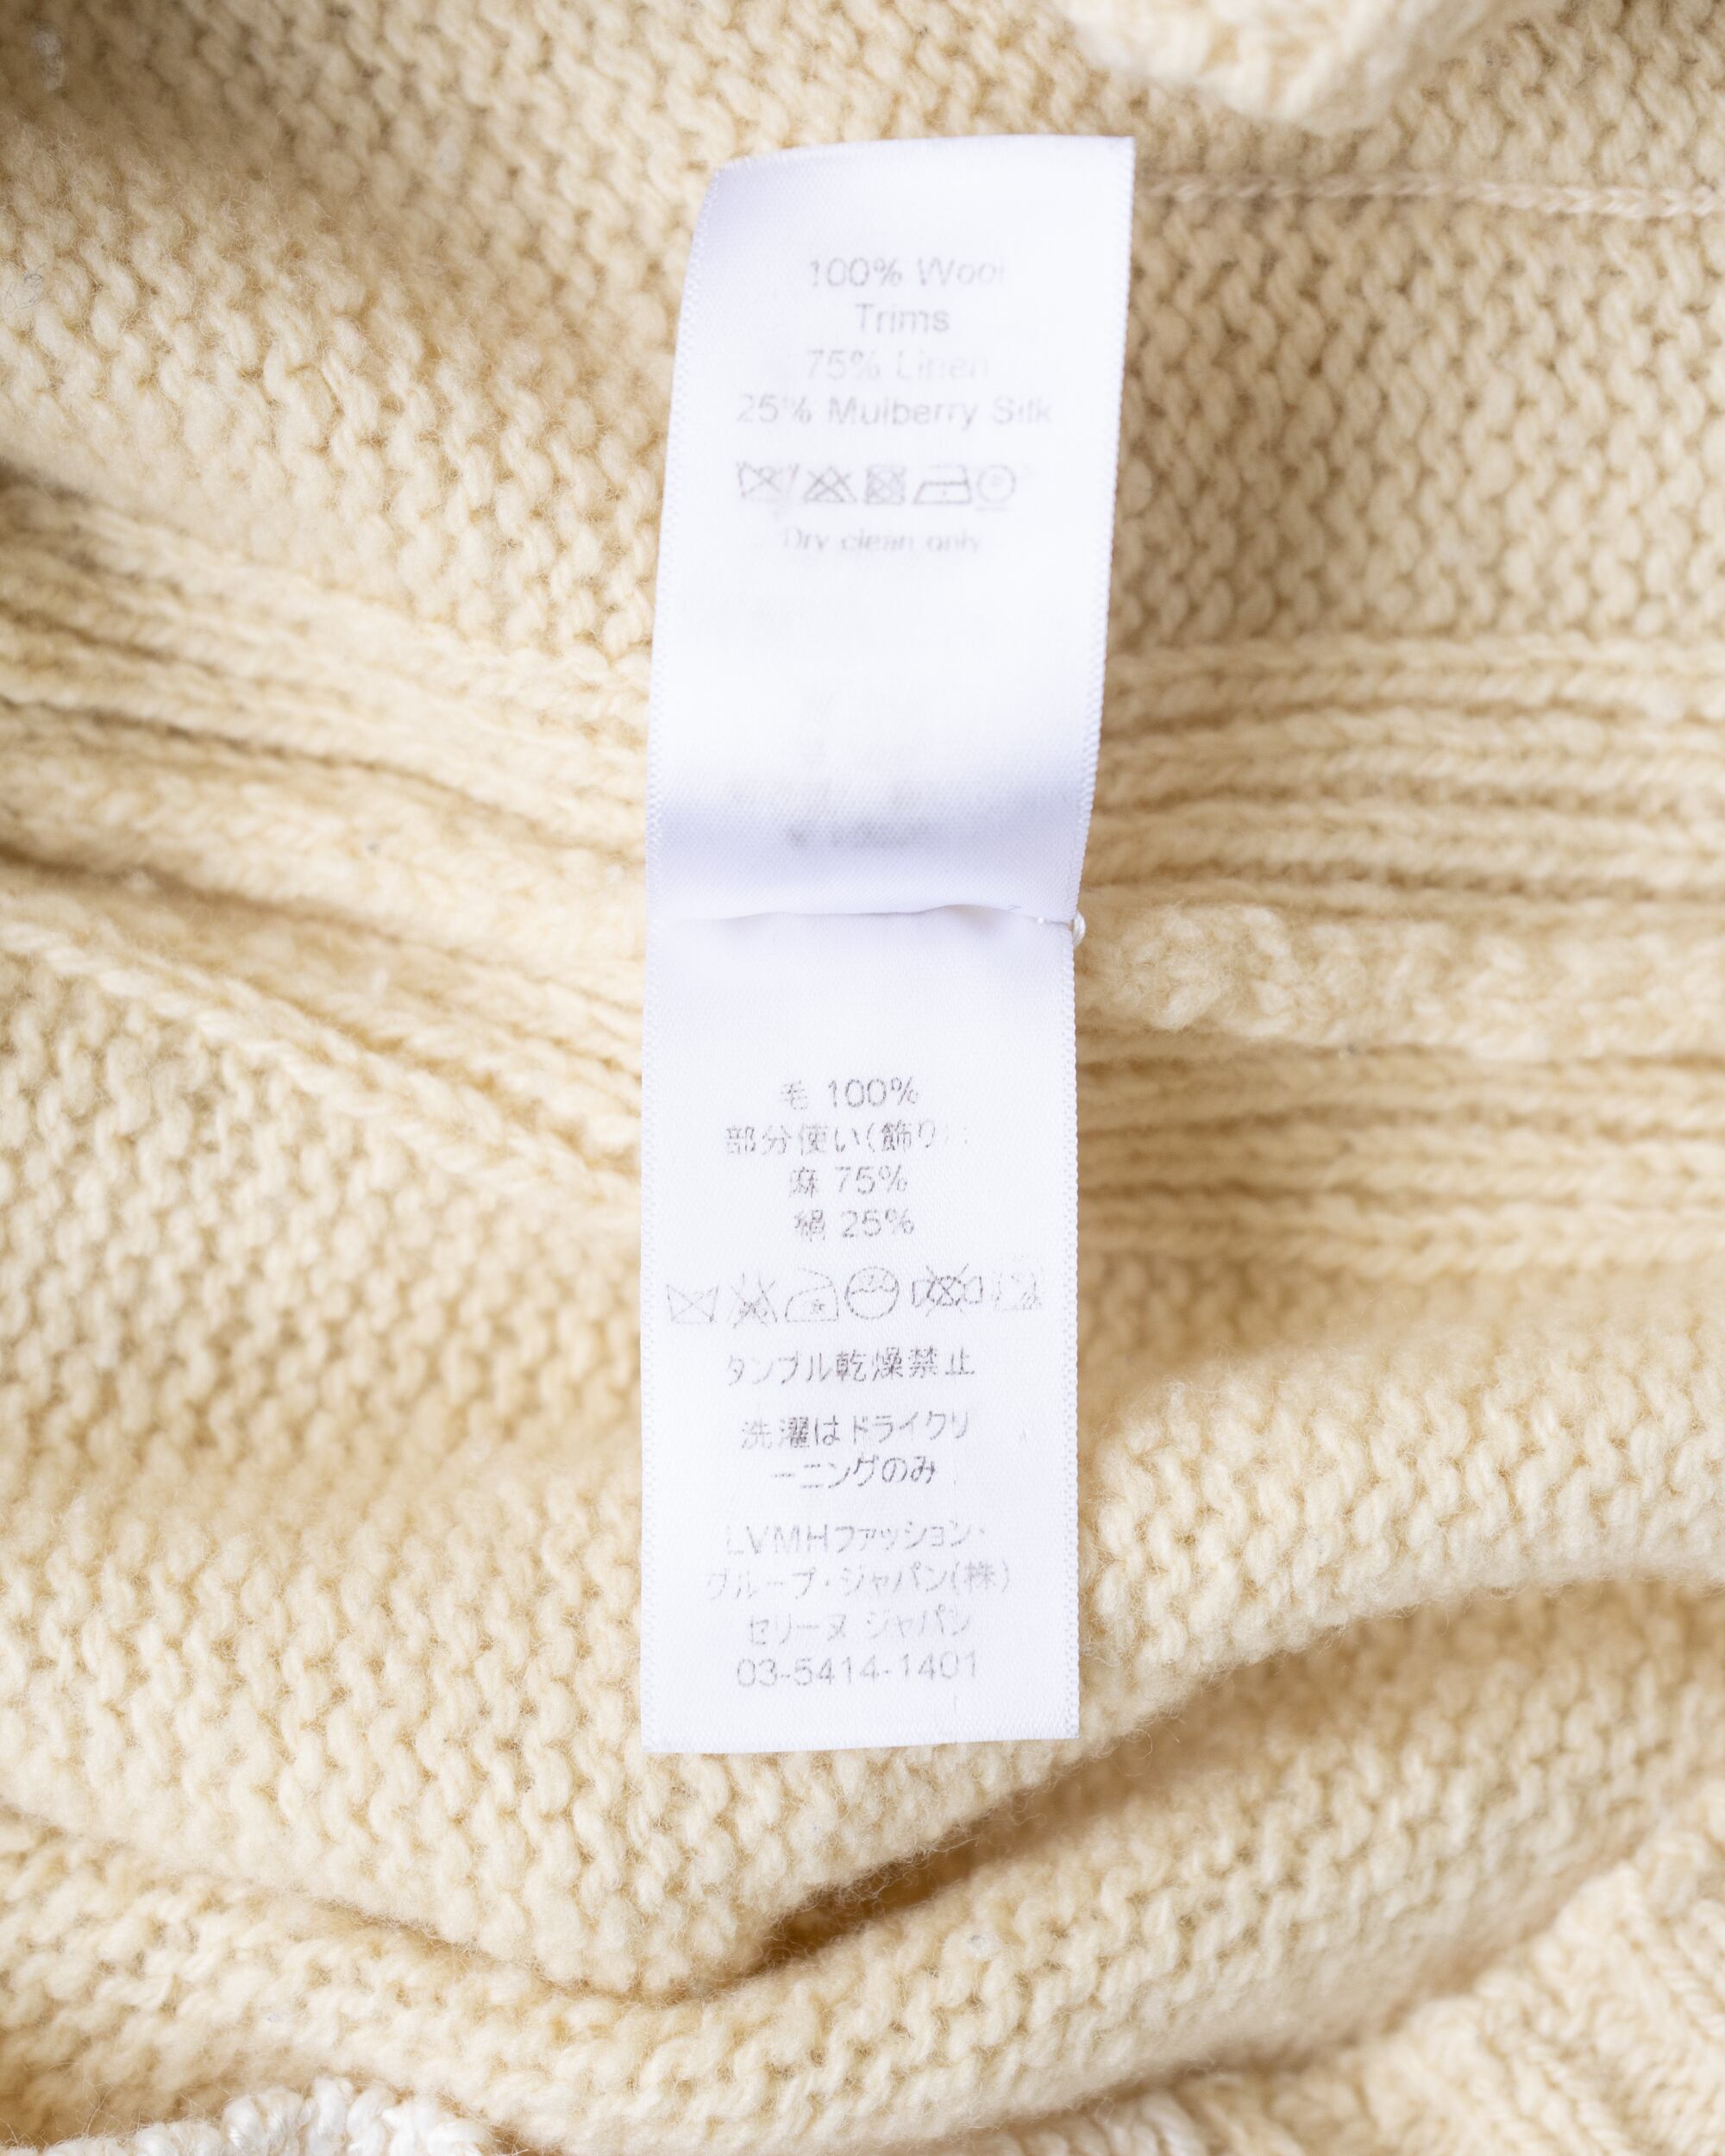 100% Wool
Trims
75% Linen
25% Mulberry Silk
Dry clean only
毛 100%
部分使い(飾り)
麻 75%
絹 25%
タンブル乾燥禁止
洗濯はドライクリ
ーニングのみ
LVMHファッション・
グループ・ジャパン(株)
セリーヌ ジャパン
03-5414-1401